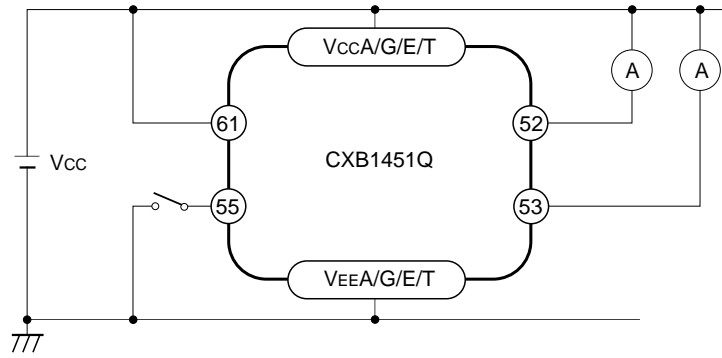 VCCA/G/E/T
A
A
61
52
CXB1451Q
VCC
55
53
VEEA/G/E/T